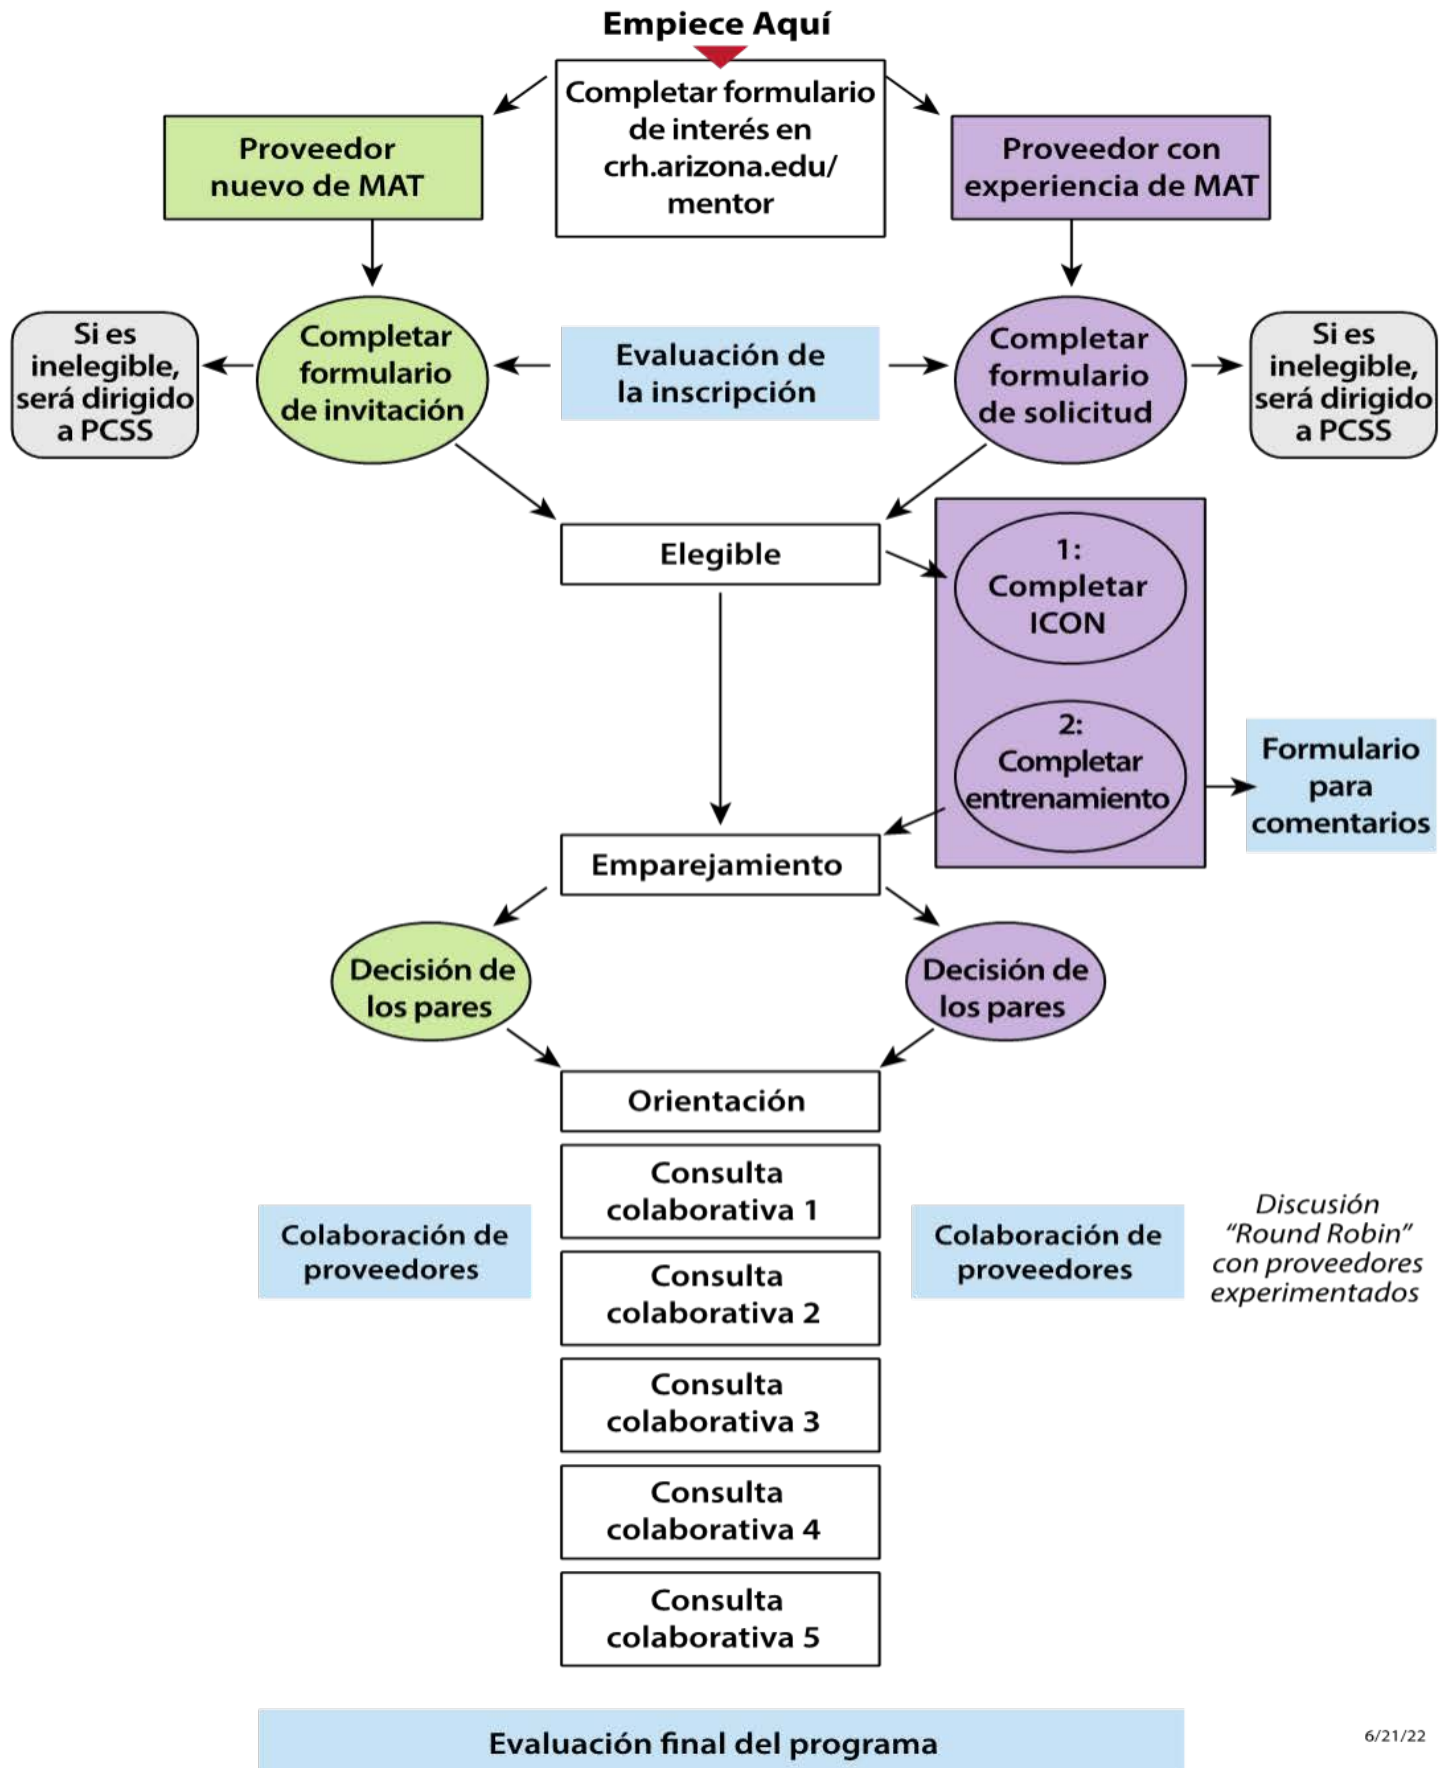 Empiece Aquí
Completar formulario
de interés en
crh.arizona.edu/
mentor
Proveedor
nuevo de MAT
Proveedor con
experiencia de MAT
Si es
inelegible,
será dirigido
a PCSS
Completar
formulario
de invitación
Evaluación de
la inscripción
Completar
formulario
de solicitud
Si es
inelegible,
será dirigido
a PCSS
Elegible
1:
Completar
ICON
2:
Completar
entrenamiento
Formulario
para
comentarios
Emparejamiento
Decisión de
los pares
Decisión de
los pares
Orientación
Consulta
colaborativa 1
Colaboración de
proveedores
Colaboración de
proveedores
Discusión
“Round Robin”
con proveedores
experimentados
Consulta
colaborativa 2
Consulta
colaborativa 3
Consulta
colaborativa 4
Consulta
colaborativa 5
Evaluación final del programa
6/21/22